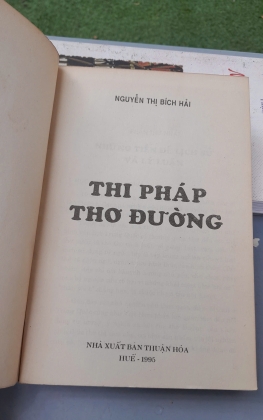 NGUYỄN THỊ BÍCH HẢI
THI PHÁP
THƠ ĐƯỜNG
NHÀ XUẤT BẢN THUẬN HÓA
HUẾ - 1995